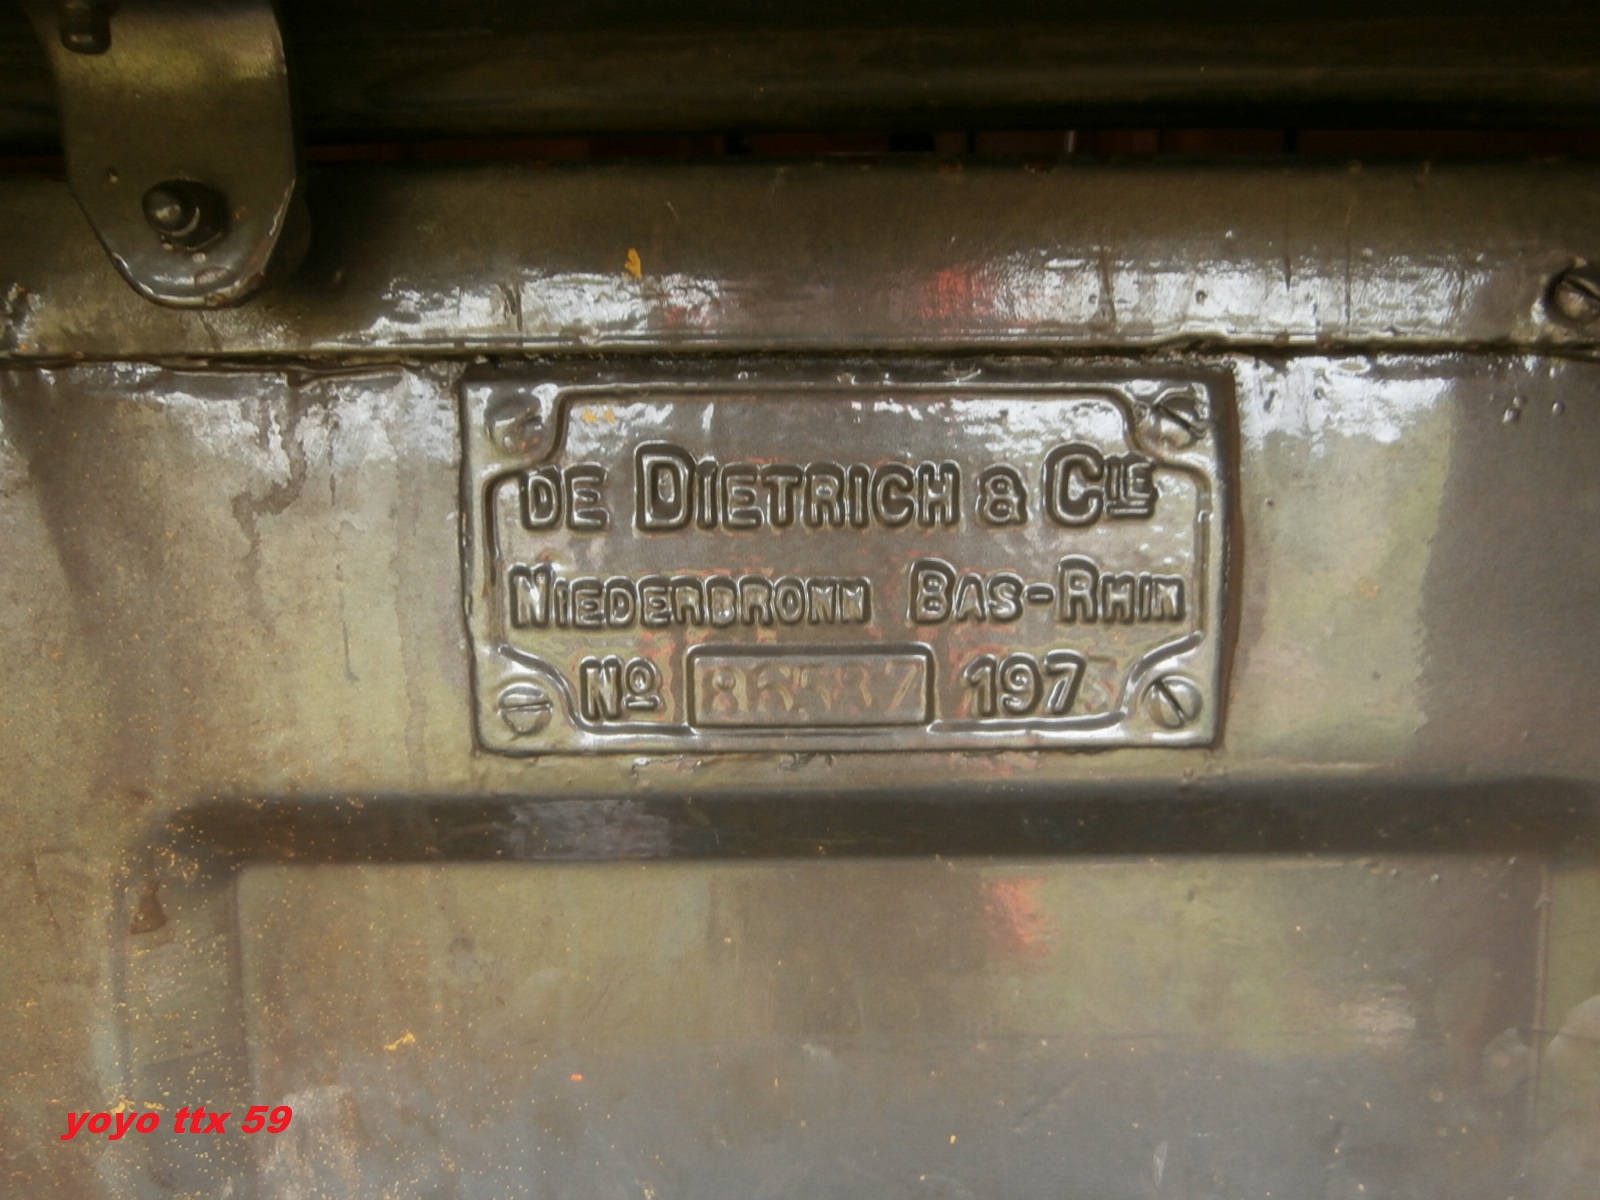 DE DIETRICH & CIE
NIEDERBRONN BAS-RHIN
Nº 197
yoyo ttx 59